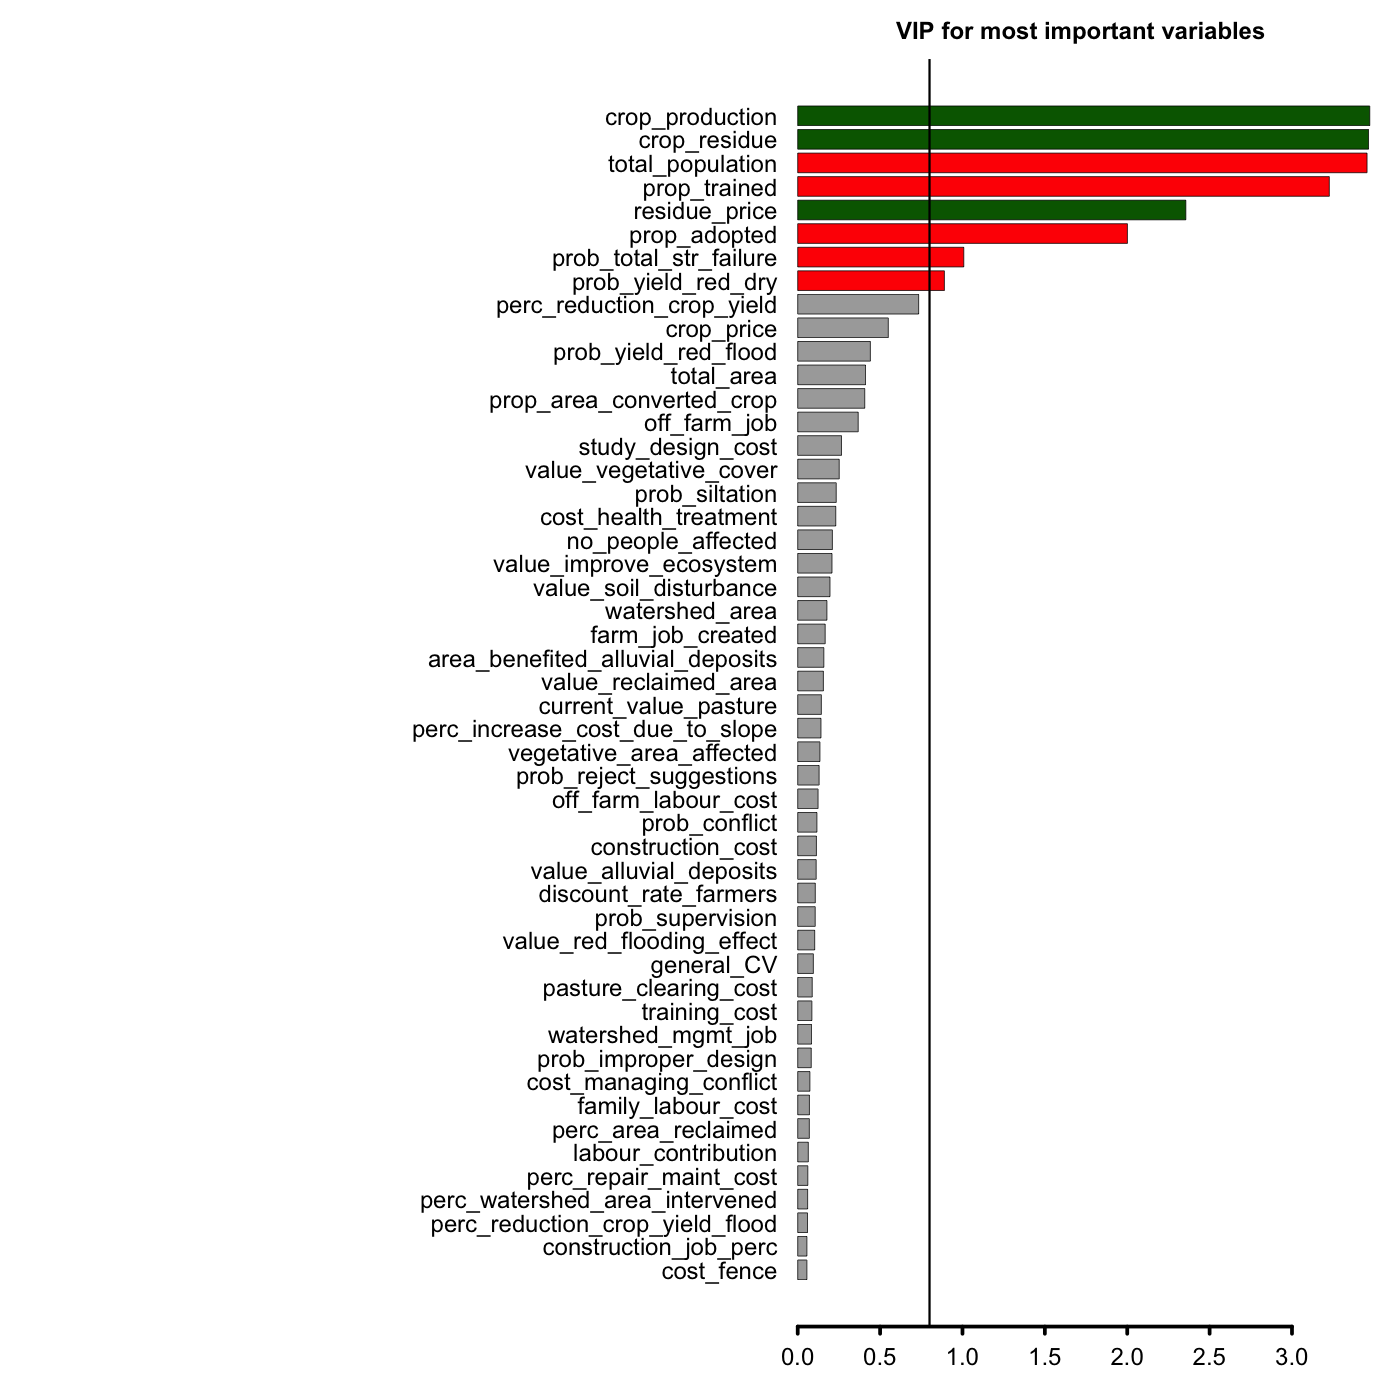 VIP for most important variables
crop_production
crop_residue
total_population
prop_trained
residue_price
prop_adopted
prob_total_str_failure
prob_yield_red_dry
perc_reduction_crop_yield
crop_price
prob_yield_red_flood
total_area
prop_area_converted_crop
off_farm_job
study_design_cost
value_vegetative_cover
prob_siltation
cost_health_treatment
no_people_affected
value_improve_ecosystem
value_soil_disturbance
watershed_area
farm_job_created
area_benefited_alluvial_deposits
value_reclaimed_area
current_value_pasture
perc_increase_cost_due_to_slope
vegetative_area_affected
prob_reject_suggestions
off_farm_labour_cost
prob_conflict
construction_cost
value_alluvial_deposits
discount_rate_farmers
prob_supervision
value_red_flooding_effect
general_CV
pasture_clearing_cost
training_cost
watershed_mgmt_job
prob_improper_design
cost_managing_conflict
family_labour_cost
perc_area_reclaimed
labour_contribution
perc_repair_maint_cost
perc_watershed_area_intervened
perc_reduction_crop_yield_flood
construction_job_perc
cost_fence
0.0 0.5 1.0 1.5 2.0 2.5 3.0